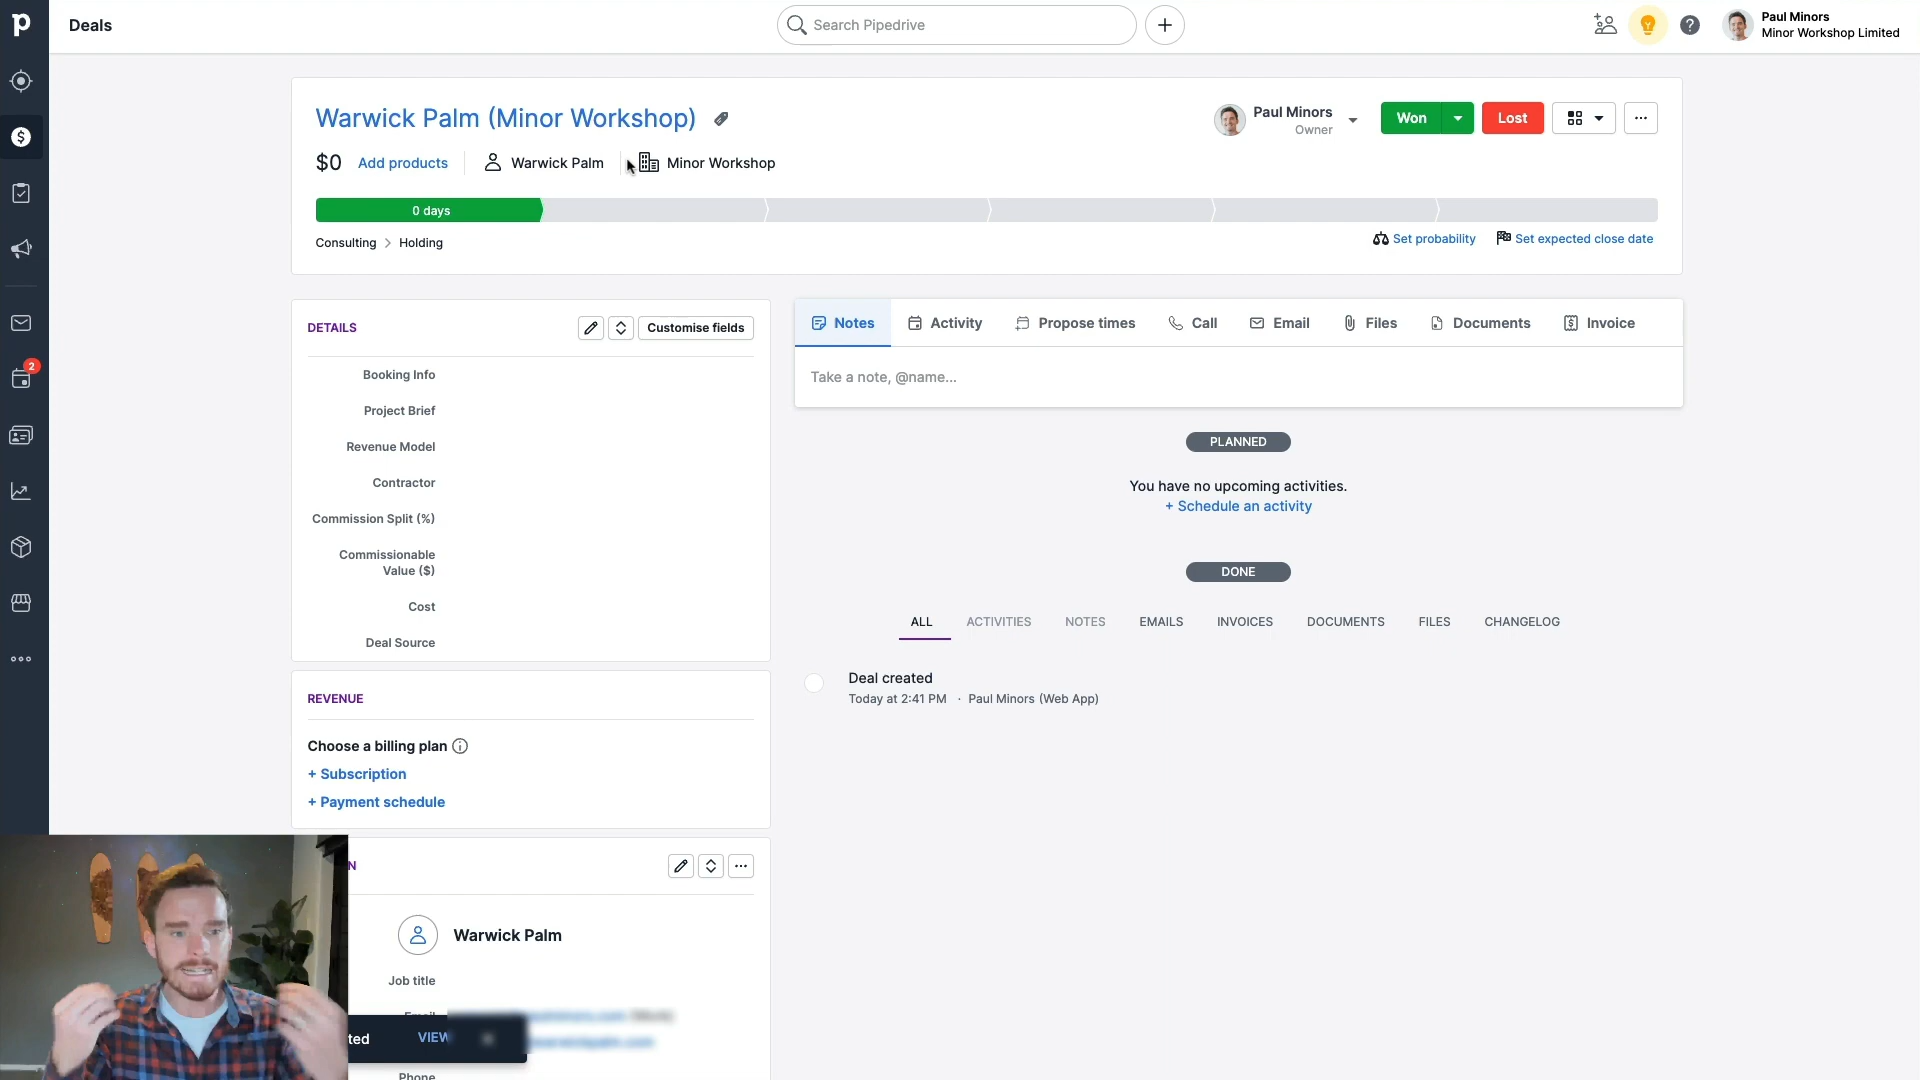 p
Deals
Search Pipedrive
Paul Minors
Minor Workshop Limited
Warwick Palm (Minor Workshop)
Paul Minors
Owner
Won
Lost
$0
Add products
Warwick Palm
Minor Workshop
0 days
Consulting
Holding
Set probability
Set expected close date
DETAILS
Customise fields
Booking Info
Project Brief
Revenue Model
Contractor
Commission Split (%)
Commissionable
Value ($)
Cost
Deal Source
REVENUE
Choose a billing plan
+ Subscription
+ Payment schedule
2
Notes
Activity
Propose times
Call
Email
Files
Documents
Invoice
Take a note, @name...
PLANNED
You have no upcoming activities.
+ Schedule an activity
DONE
ALL
ACTIVITIES
NOTES
EMAILS
INVOICES
DOCUMENTS
FILES
CHANGELOG
Deal created
Today at 2:41 PM · Paul Minors (Web App)
N
Warwick Palm
Job title
Email
ted
VIEW
Phone